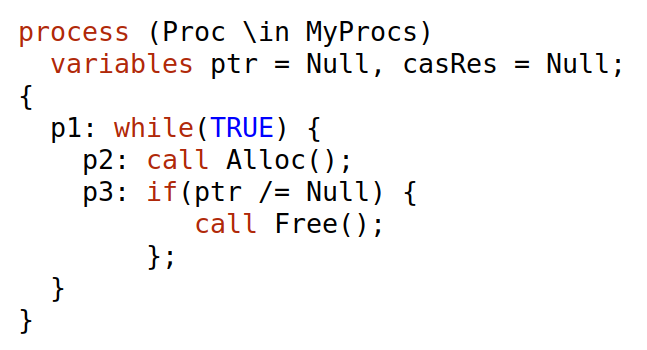 process (Proc \in MyProcs)
  variables ptr = Null, casRes = Null;
{
  p1: while(TRUE) {
    p2: call Alloc();
    p3: if(ptr /= Null) {
           call Free();
        };
  }
}